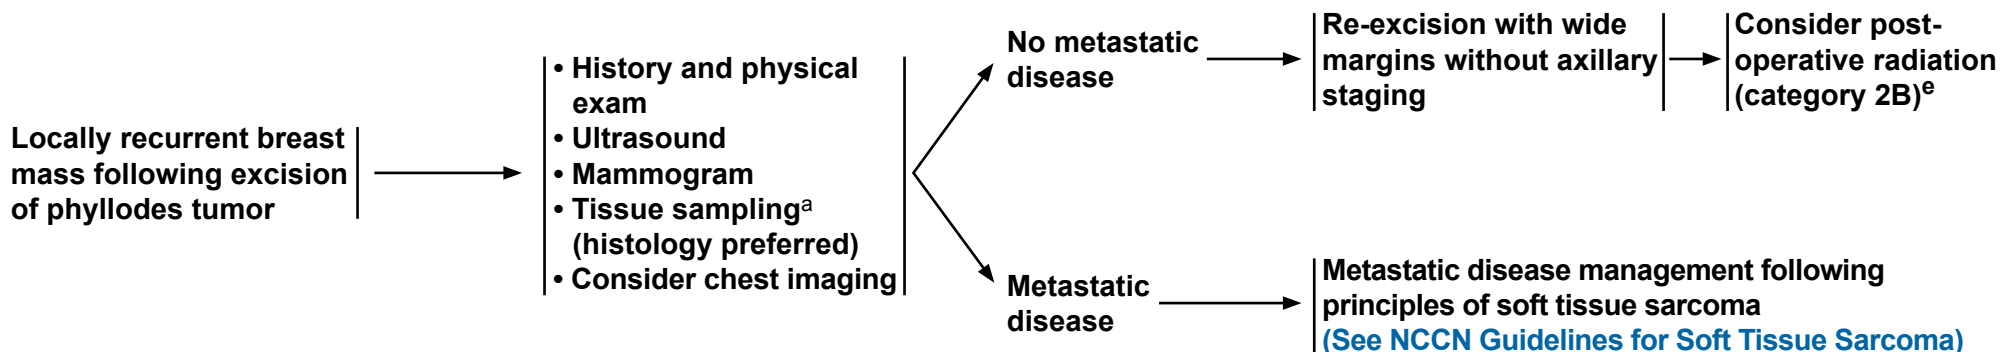 Locally recurrent breast
mass following excision
of phyllodes tumor
• History and physical
exam
• Ultrasound
• Mammogram
• Tissue samplingᵃ
(histology preferred)
• Consider chest imaging
No metastatic
disease
Re-excision with wide
margins without axillary
staging
Consider post-
operative radiation
(category 2B)ᵉ
Metastatic
disease
Metastatic disease management following
principles of soft tissue sarcoma
(See NCCN Guidelines for Soft Tissue Sarcoma)